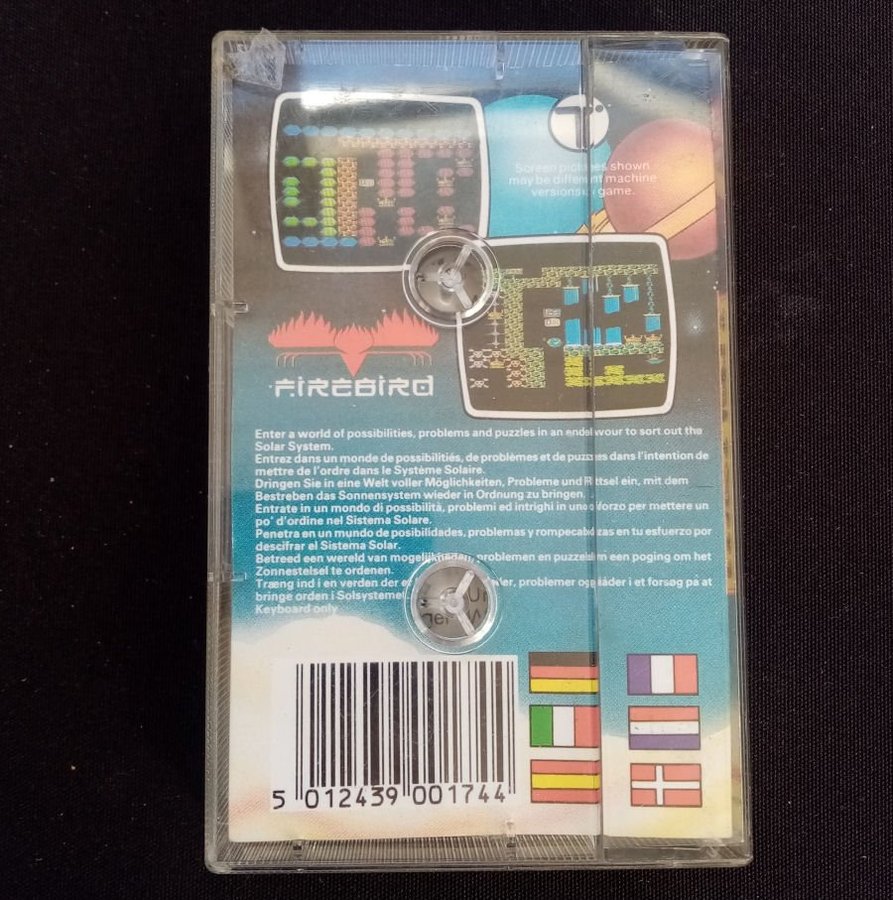 T
Screen pictures shown
may be different machine
versions game.
FIREBIRD
Enter a world of possibilities, problems and puzzles in an endeavour to sort out the
Solar System.
Entrez dans un monde de possibilitiés, de problèmes et de puzzles dans l'intention de
mettre de l'ordre dans le Système Solaire.
Dringen Sie in eine Welt voller Möglichkeiten, Probleme und Rätsel ein, mit dem
Bestreben das Sonnensystem wieder in Ordnung zu bringen.
Entrate in un mondo di possibilità, problemi ed intrighi in uno sforzo per mettere un
po' d'ordine nel Sistema Solare.
Penetra en un mundo de posibilidades, problemas y rompecabezas en tu esfuerzo por
descifrar el Sistema Solar.
Betreed een wereld van mogelijkheden, problemen en puzzelen en een poging om het
Zonnestelsel te ordenen.
Træng ind i en verden der er problemer og gåder i et forsøg på at
bringe orden i Solsystemet.
Keyboard only
5 012439 001744